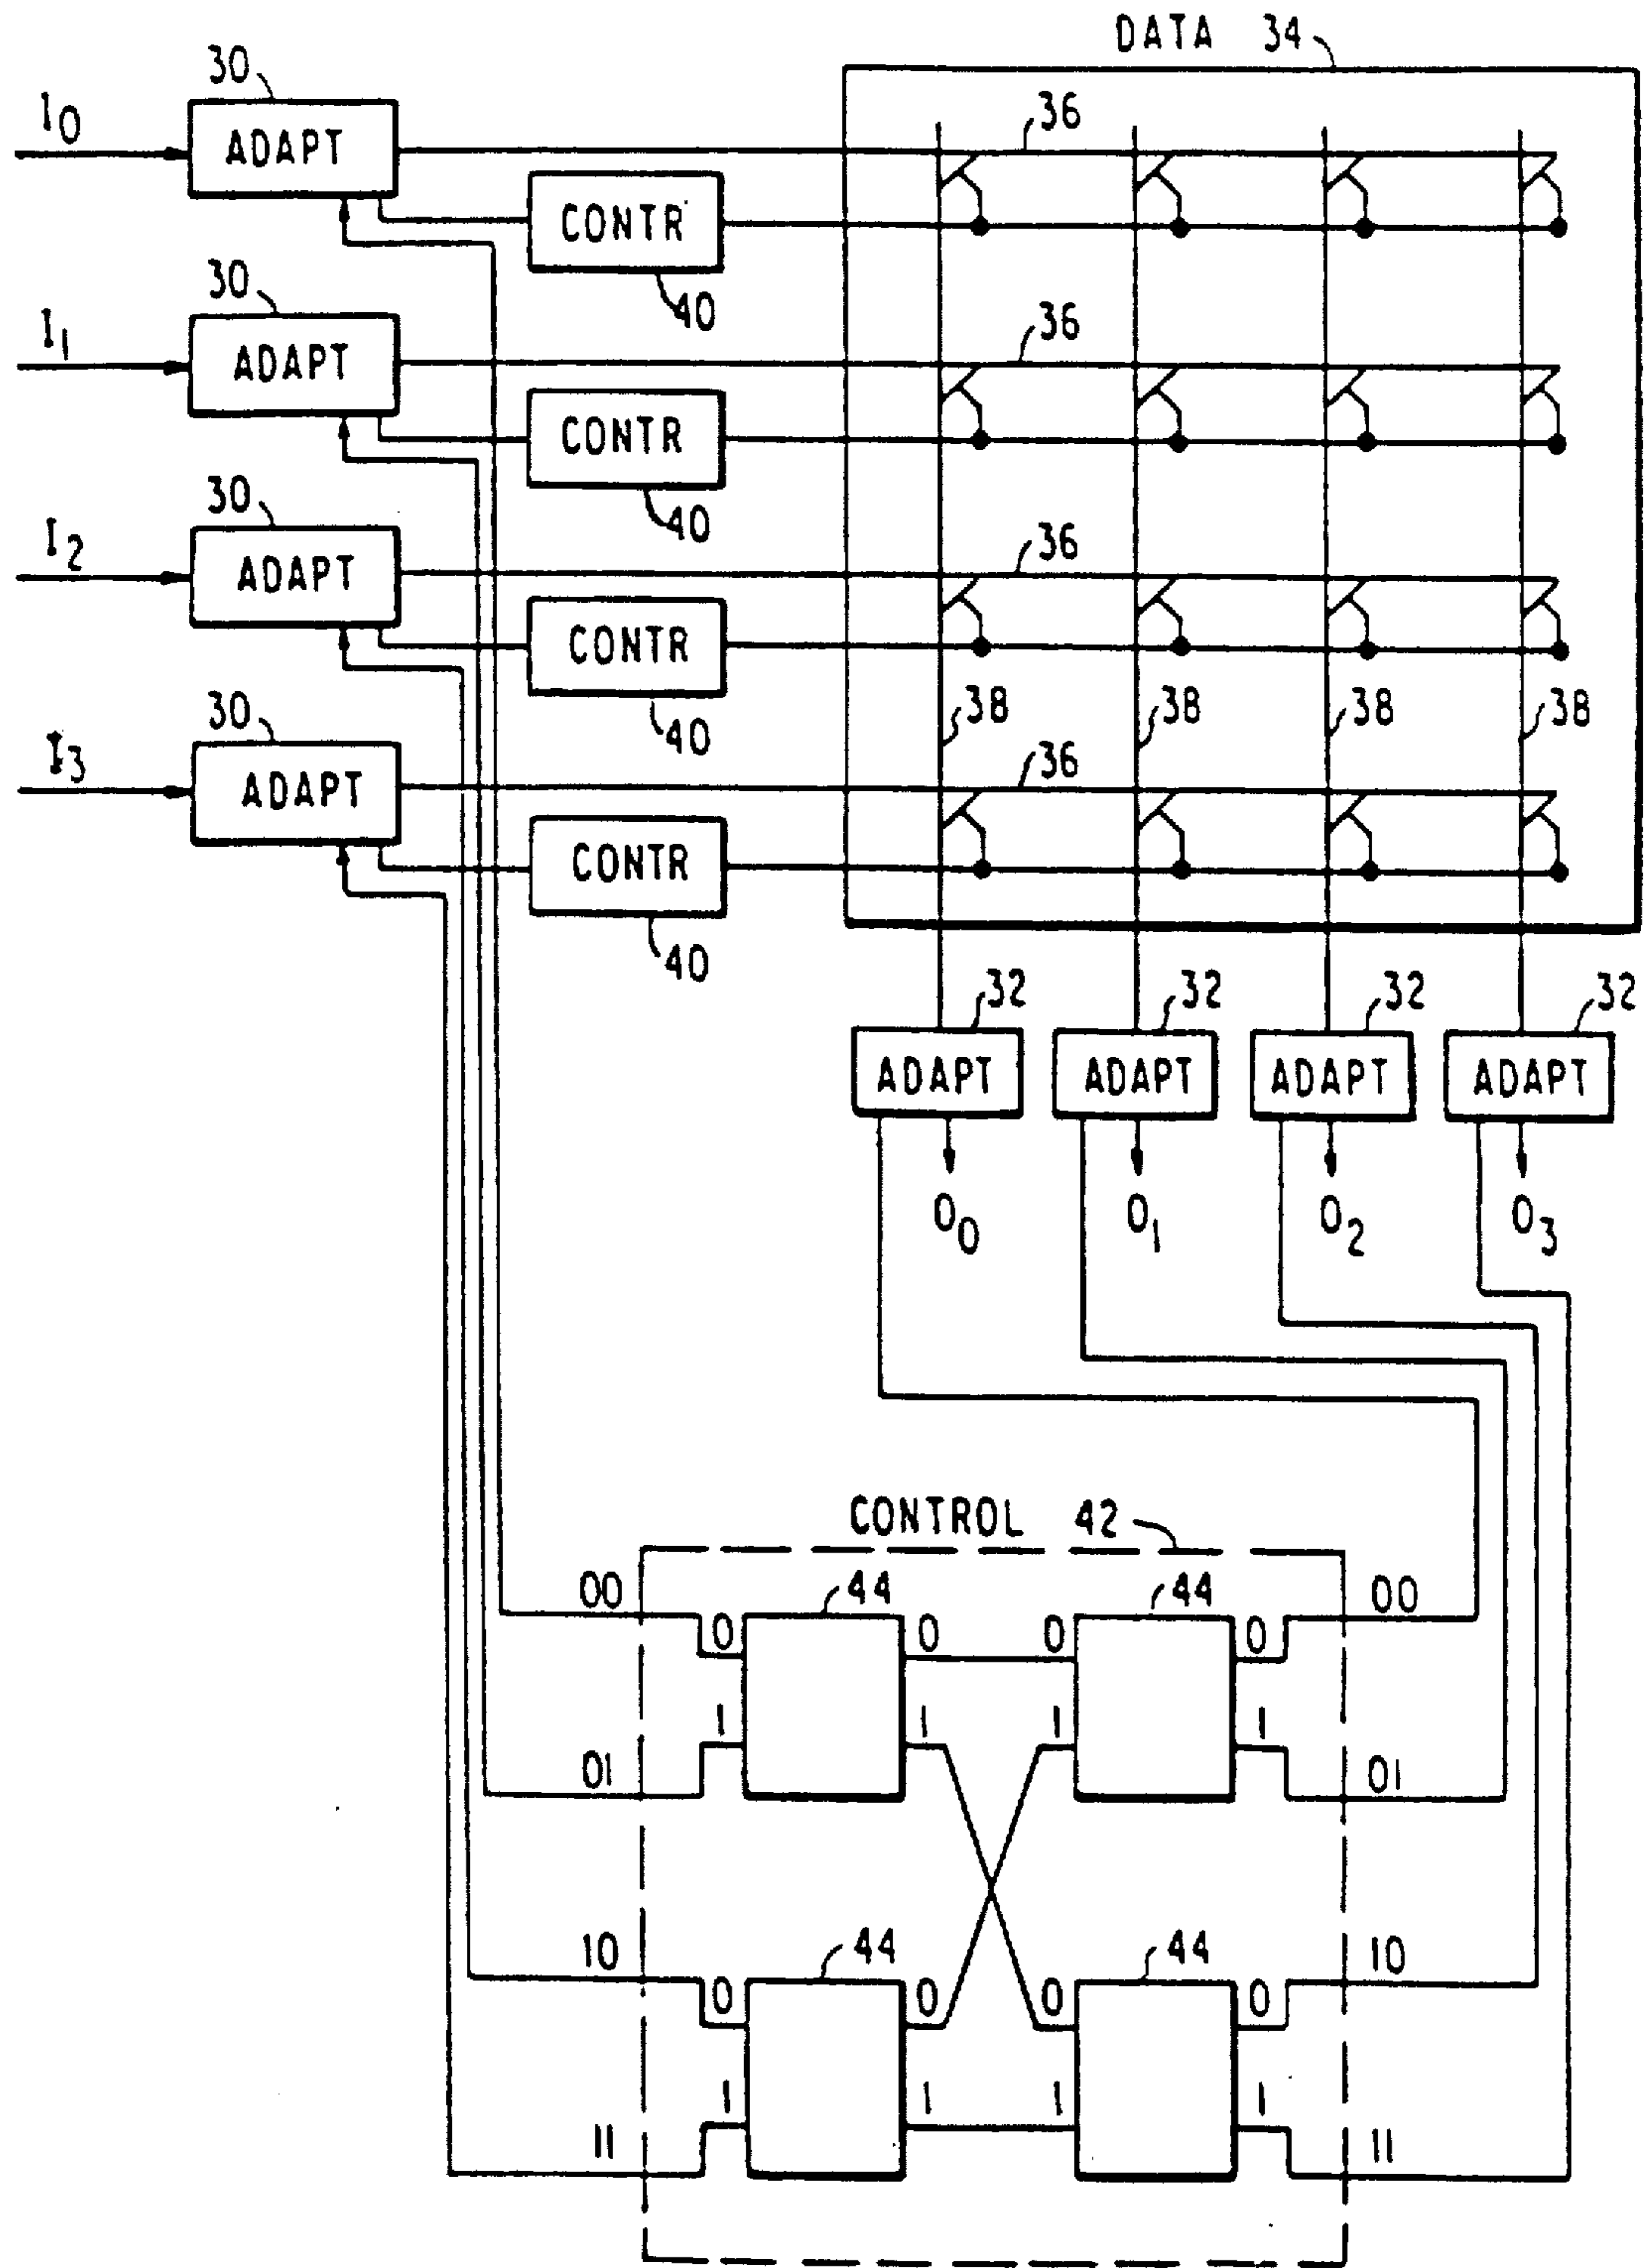 DATA 34
30
I0
ADAPT
36
CONTR
40
30
I1
ADAPT
36
CONTR
40
30
I2
ADAPT
36
CONTR
40
38 38 38 38
30
I3
ADAPT
36
CONTR
40
32 32 32 32
ADAPT ADAPT ADAPT ADAPT
O0 O1 O2 O3
CONTROL 42
00 44 44 00
0 0 0 0
1 1 1 1
01 01
10 44 44 10
0 0 0 0
1 1 1 1
11 11